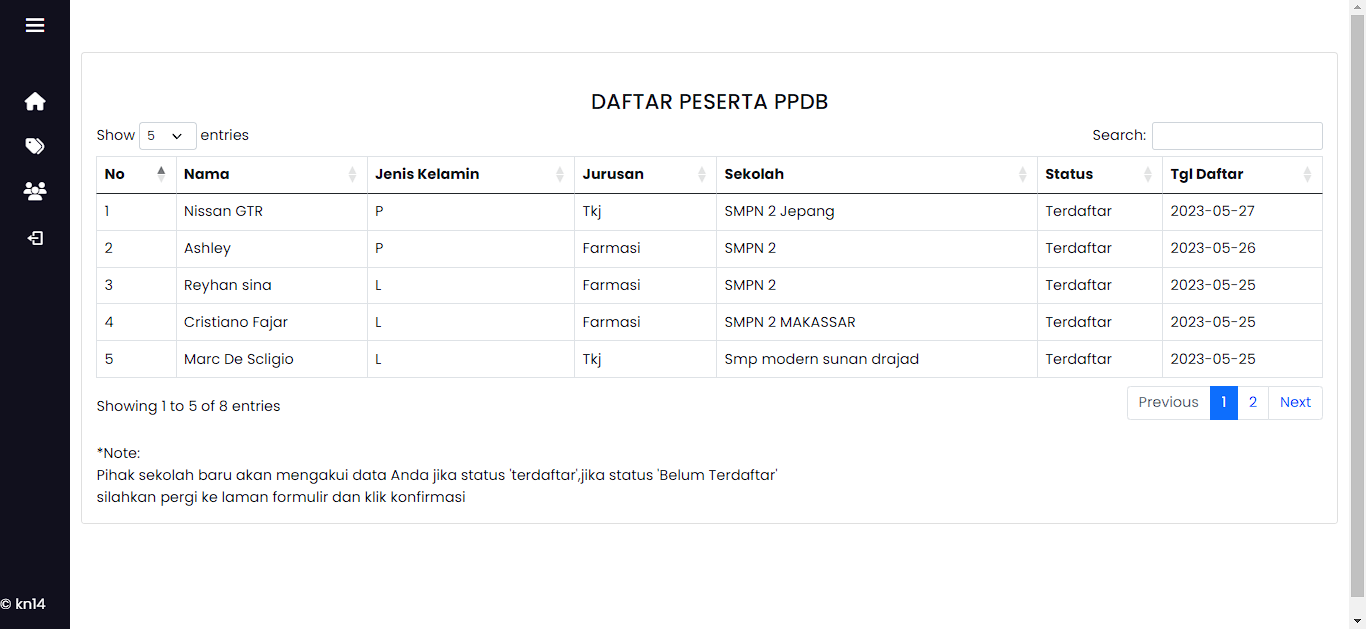 DAFTAR PESERTA PPDB
Show 5 entries Search:
No Nama Jenis Kelamin Jurusan Sekolah Status Tgl Daftar
1 Nissan GTR P Tkj SMPN 2 Jepang Terdaftar 2023-05-27
2 Ashley P Farmasi SMPN 2 Terdaftar 2023-05-26
3 Reyhan sina L Farmasi SMPN 2 Terdaftar 2023-05-25
4 Cristiano Fajar L Farmasi SMPN 2 MAKASSAR Terdaftar 2023-05-25
5 Marc De Scligio L Tkj Smp modern sunan drajad Terdaftar 2023-05-25
Showing 1 to 5 of 8 entries Previous 1 2 Next
*Note:
Pihak sekolah baru akan mengakui data Anda jika status 'terdaftar',jika status 'Belum Terdaftar'
silahkan pergi ke laman formulir dan klik konfirmasi
© kn14